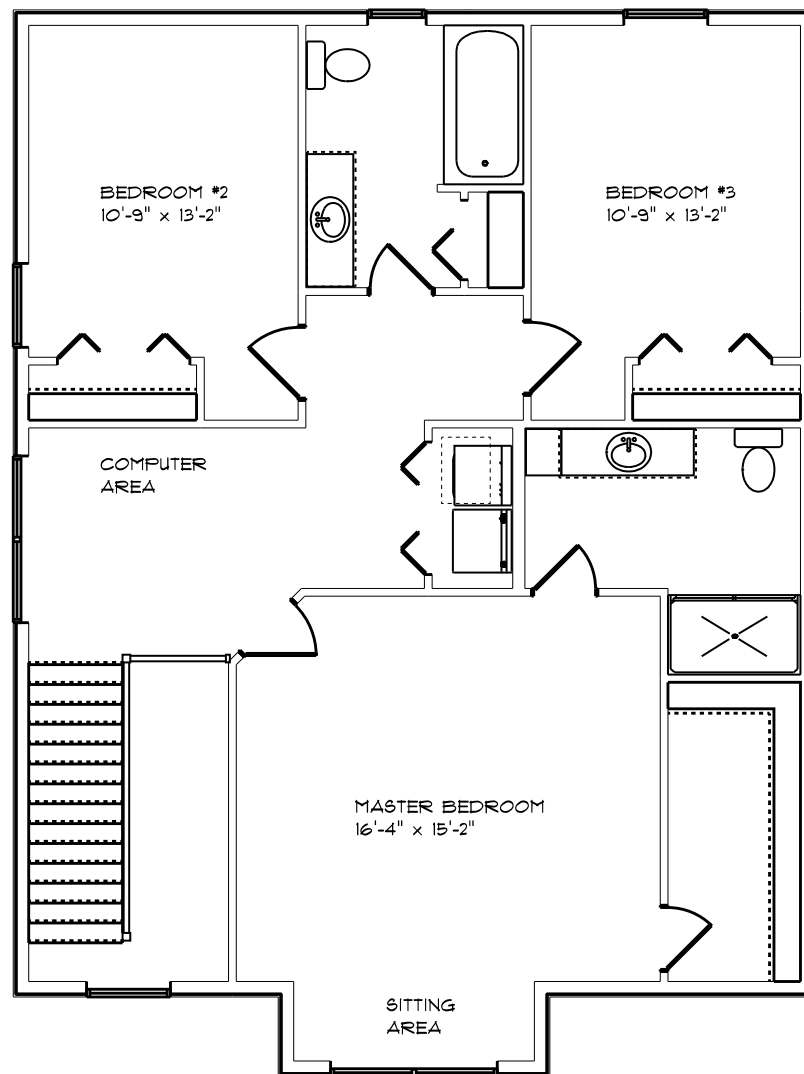 BEDROOM #2
10'-9" x 13'-2"
BEDROOM #3
10'-9" x 13'-2"
COMPUTER
AREA
MASTER BEDROOM
16'-4" x 15'-2"
SITTING
AREA